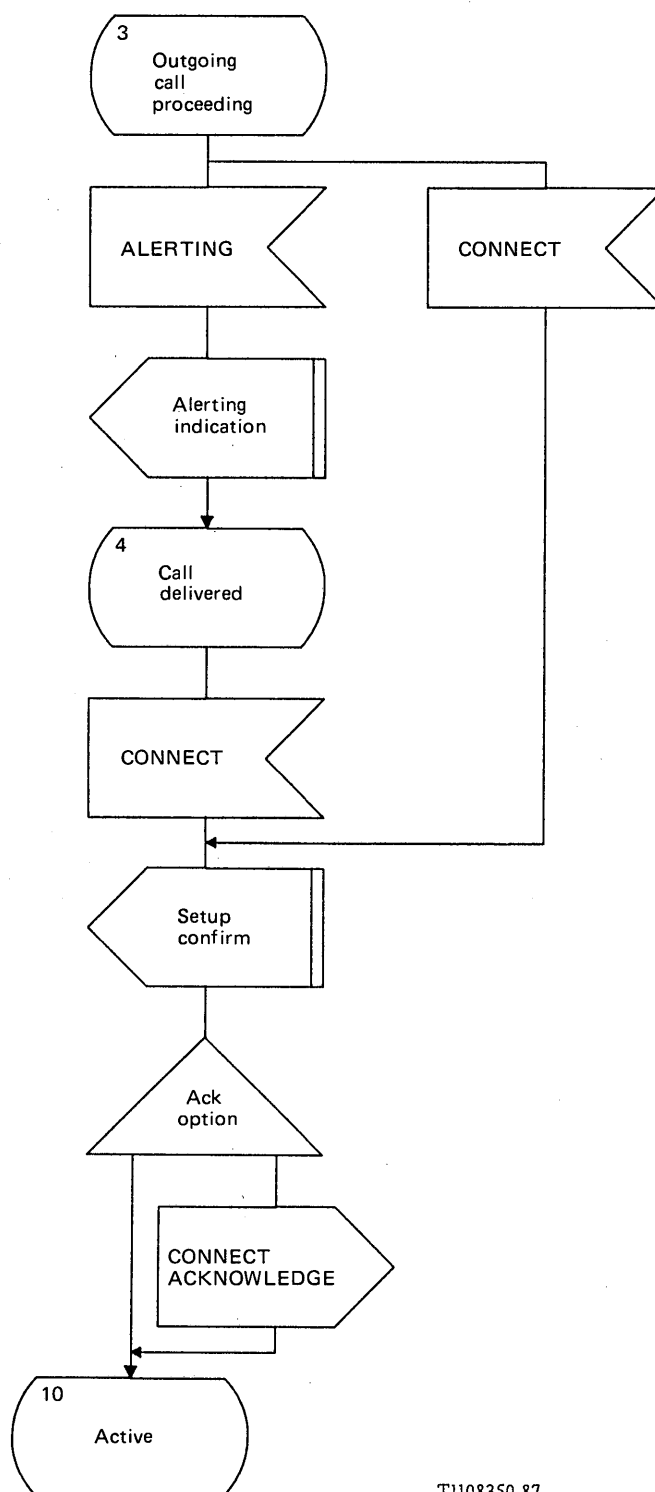 3
Outgoing
call
proceeding
ALERTING
CONNECT
Alerting
indication
4
Call
delivered
CONNECT
Setup
confirm
Ack
option
CONNECT
ACKNOWLEDGE
10
Active
T1108350-87